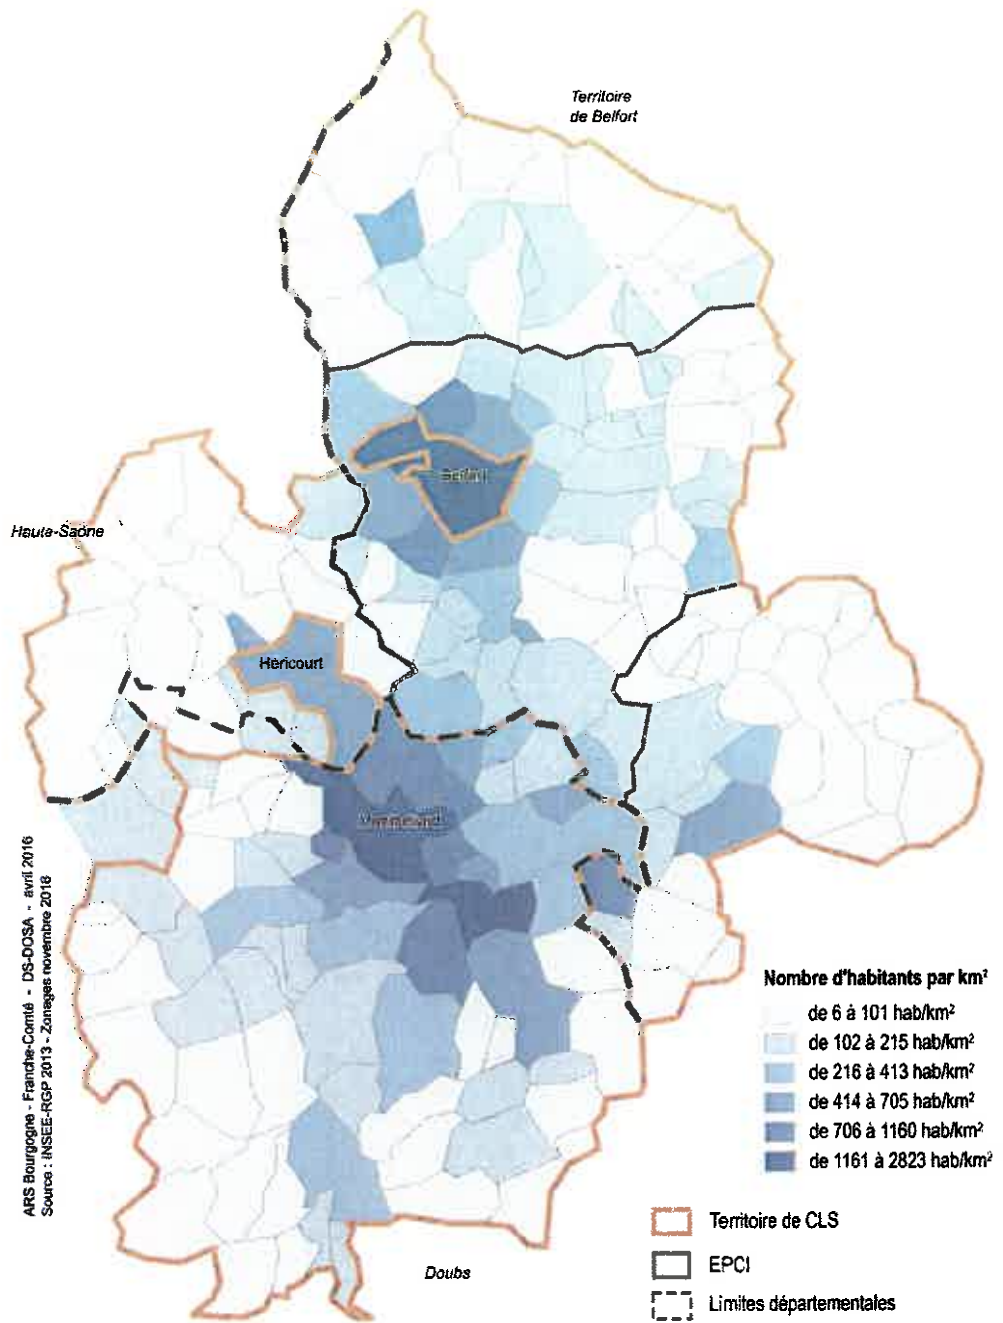 Territoire
de Belfort
Belfort
Haute-Saône
Héricourt
Montbéliard
ARS Bourgogne - Franche-Comté - DS-DOSA - avril 2016
Source : INSEE-RGP 2013 - Zonages novembre 2016
Nombre d'habitants par km²
de 6 à 101 hab/km²
de 102 à 215 hab/km²
de 216 à 413 hab/km²
de 414 à 705 hab/km²
de 706 à 1160 hab/km²
de 1161 à 2823 hab/km²
Territoire de CLS
EPCI
Limites départementales
Doubs